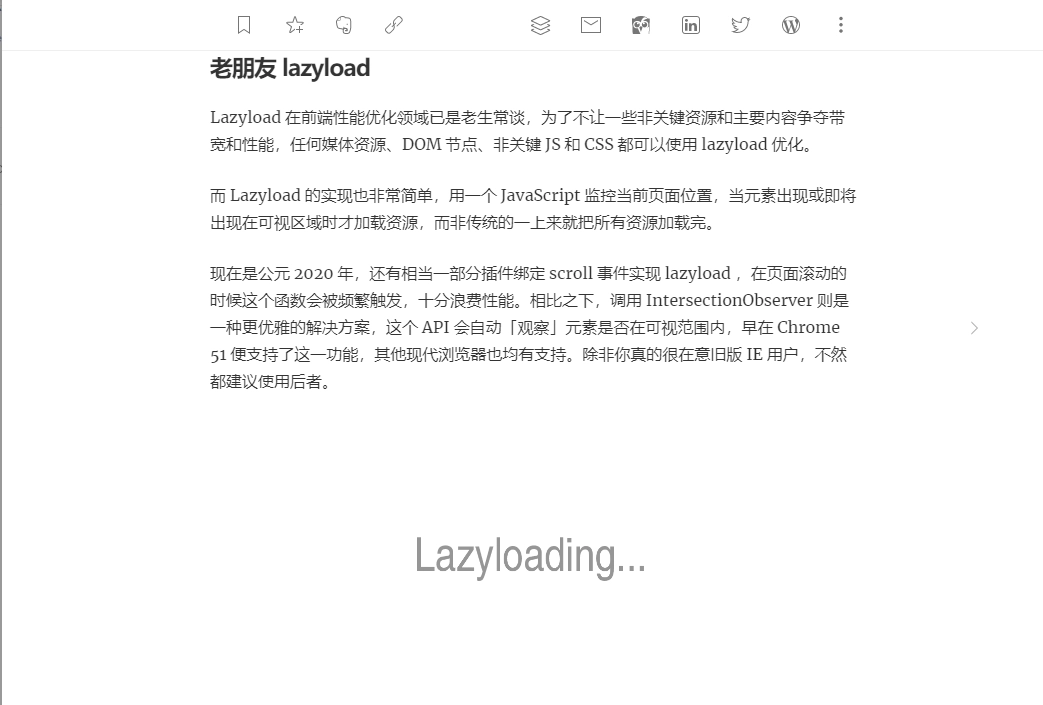 老朋友 lazyload
Lazyload 在前端性能优化领域已是老生常谈，为了不让一些非关键资源和主要内容争夺带
宽和性能，任何媒体资源、DOM 节点、非关键 JS 和 CSS 都可以使用 lazyload 优化。
而 Lazyload 的实现也非常简单，用一个 JavaScript 监控当前页面位置，当元素出现或即将
出现在可视区域时才加载资源，而非传统的一上来就把所有资源加载完。
现在是公元 2020 年，还有相当一部分插件绑定 scroll 事件实现 lazyload ，在页面滚动的
时候这个函数会被频繁触发，十分浪费性能。相比之下，调用 IntersectionObserver 则是
一种更优雅的解决方案，这个 API 会自动「观察」元素是否在可视范围内，早在 Chrome
51 便支持了这一功能，其他现代浏览器也均有支持。除非你真的很在意旧版 IE 用户，不然
都建议使用后者。
Lazyloading...